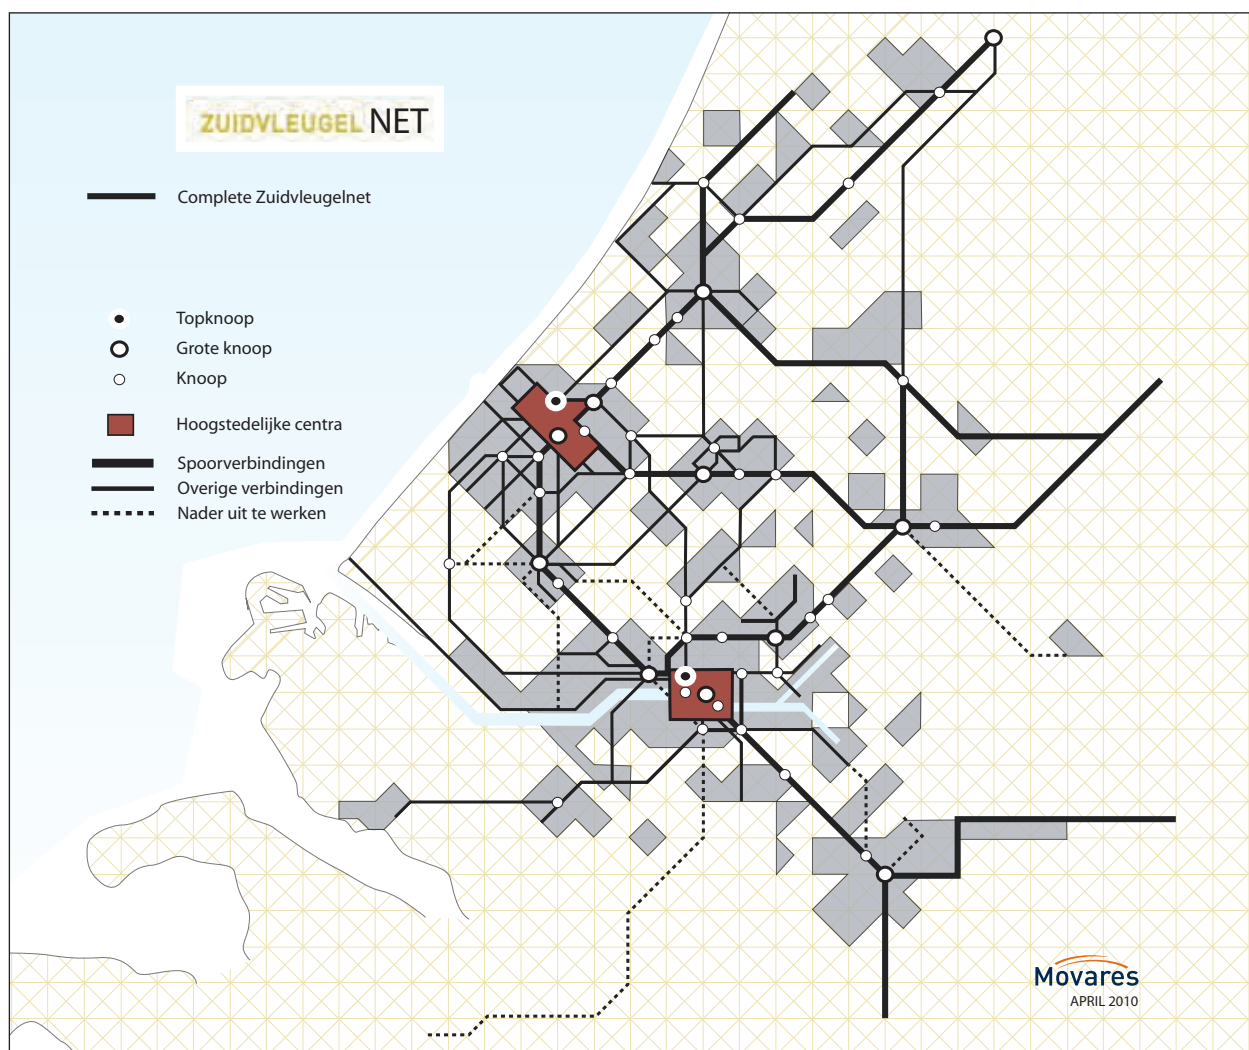 ZUIDVLEUGEL NET
Complete Zuidvleugelnet
Topknoop
Grote knoop
Knoop
Hoogstedelijke centra
Spoorverbindingen
Overige verbindingen
Nader uit te werken
Movares
APRIL 2010